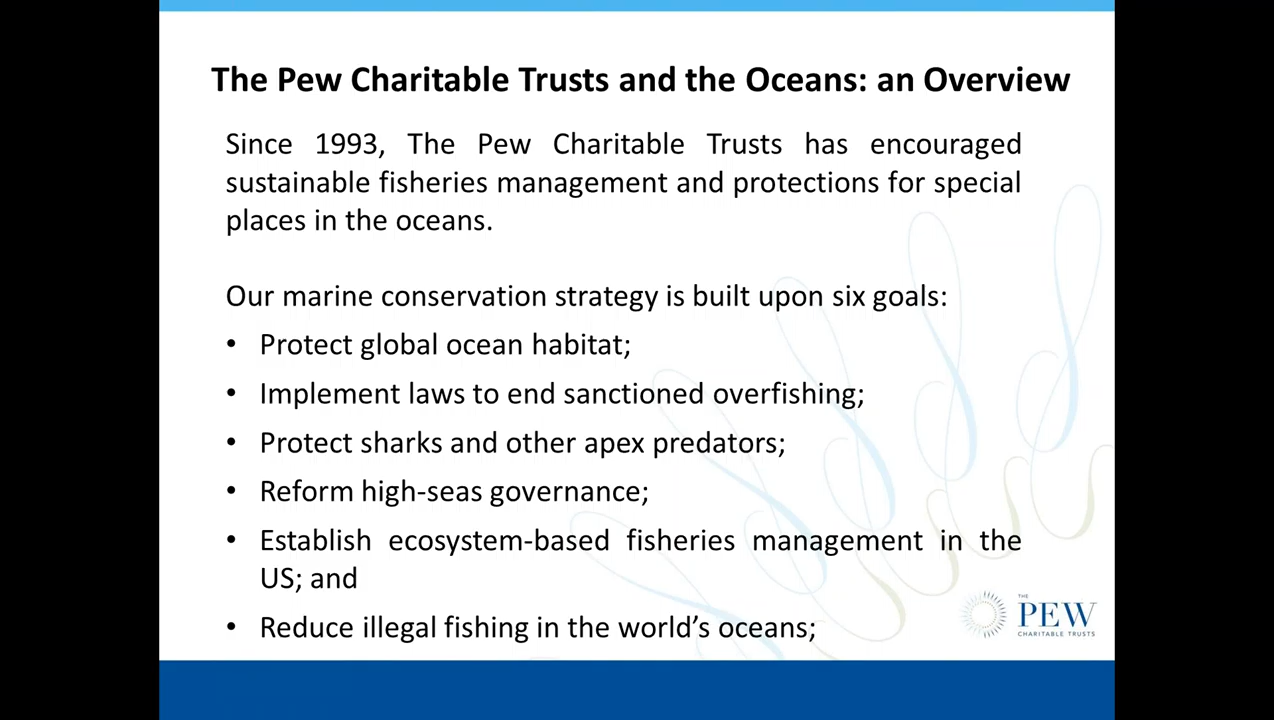 The Pew Charitable Trusts and the Oceans: an Overview
Since 1993, The Pew Charitable Trusts has encouraged
sustainable fisheries management and protections for special
places in the oceans.
Our marine conservation strategy is built upon six goals:
• Protect global ocean habitat;
• Implement laws to end sanctioned overfishing;
• Protect sharks and other apex predators;
• Reform high-seas governance;
• Establish ecosystem-based fisheries management in the
US; and
• Reduce illegal fishing in the world’s oceans;
THE
PEW
CHARITABLE TRUSTS